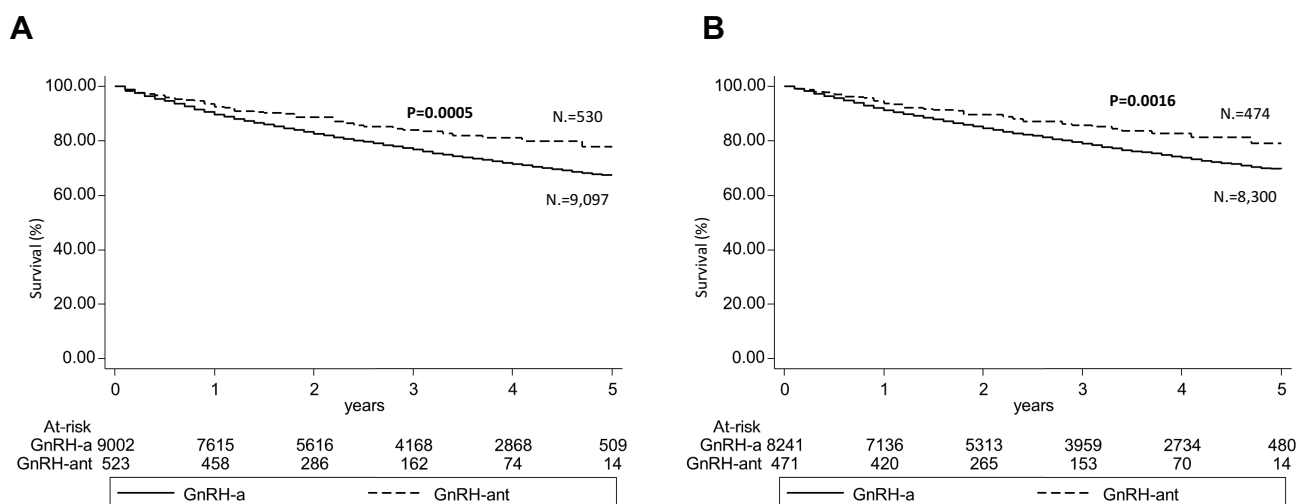 A
100.00
80.00
60.00
40.00
20.00
0.00
Survival (%)
P=0.0005
N.=530
N.=9,097
0 1 2 3 4 5
years
At-risk
GnRH-a 9002 7615 5616 4168 2868 509
GnRH-ant 523 458 286 162 74 14
GnRH-a GnRH-ant
B
100.00
80.00
60.00
40.00
20.00
0.00
Survival (%)
P=0.0016
N.=474
N.=8,300
0 1 2 3 4 5
years
At-risk
GnRH-a 8241 7136 5313 3959 2734 480
GnRH-ant 471 420 265 153 70 14
GnRH-a GnRH-ant